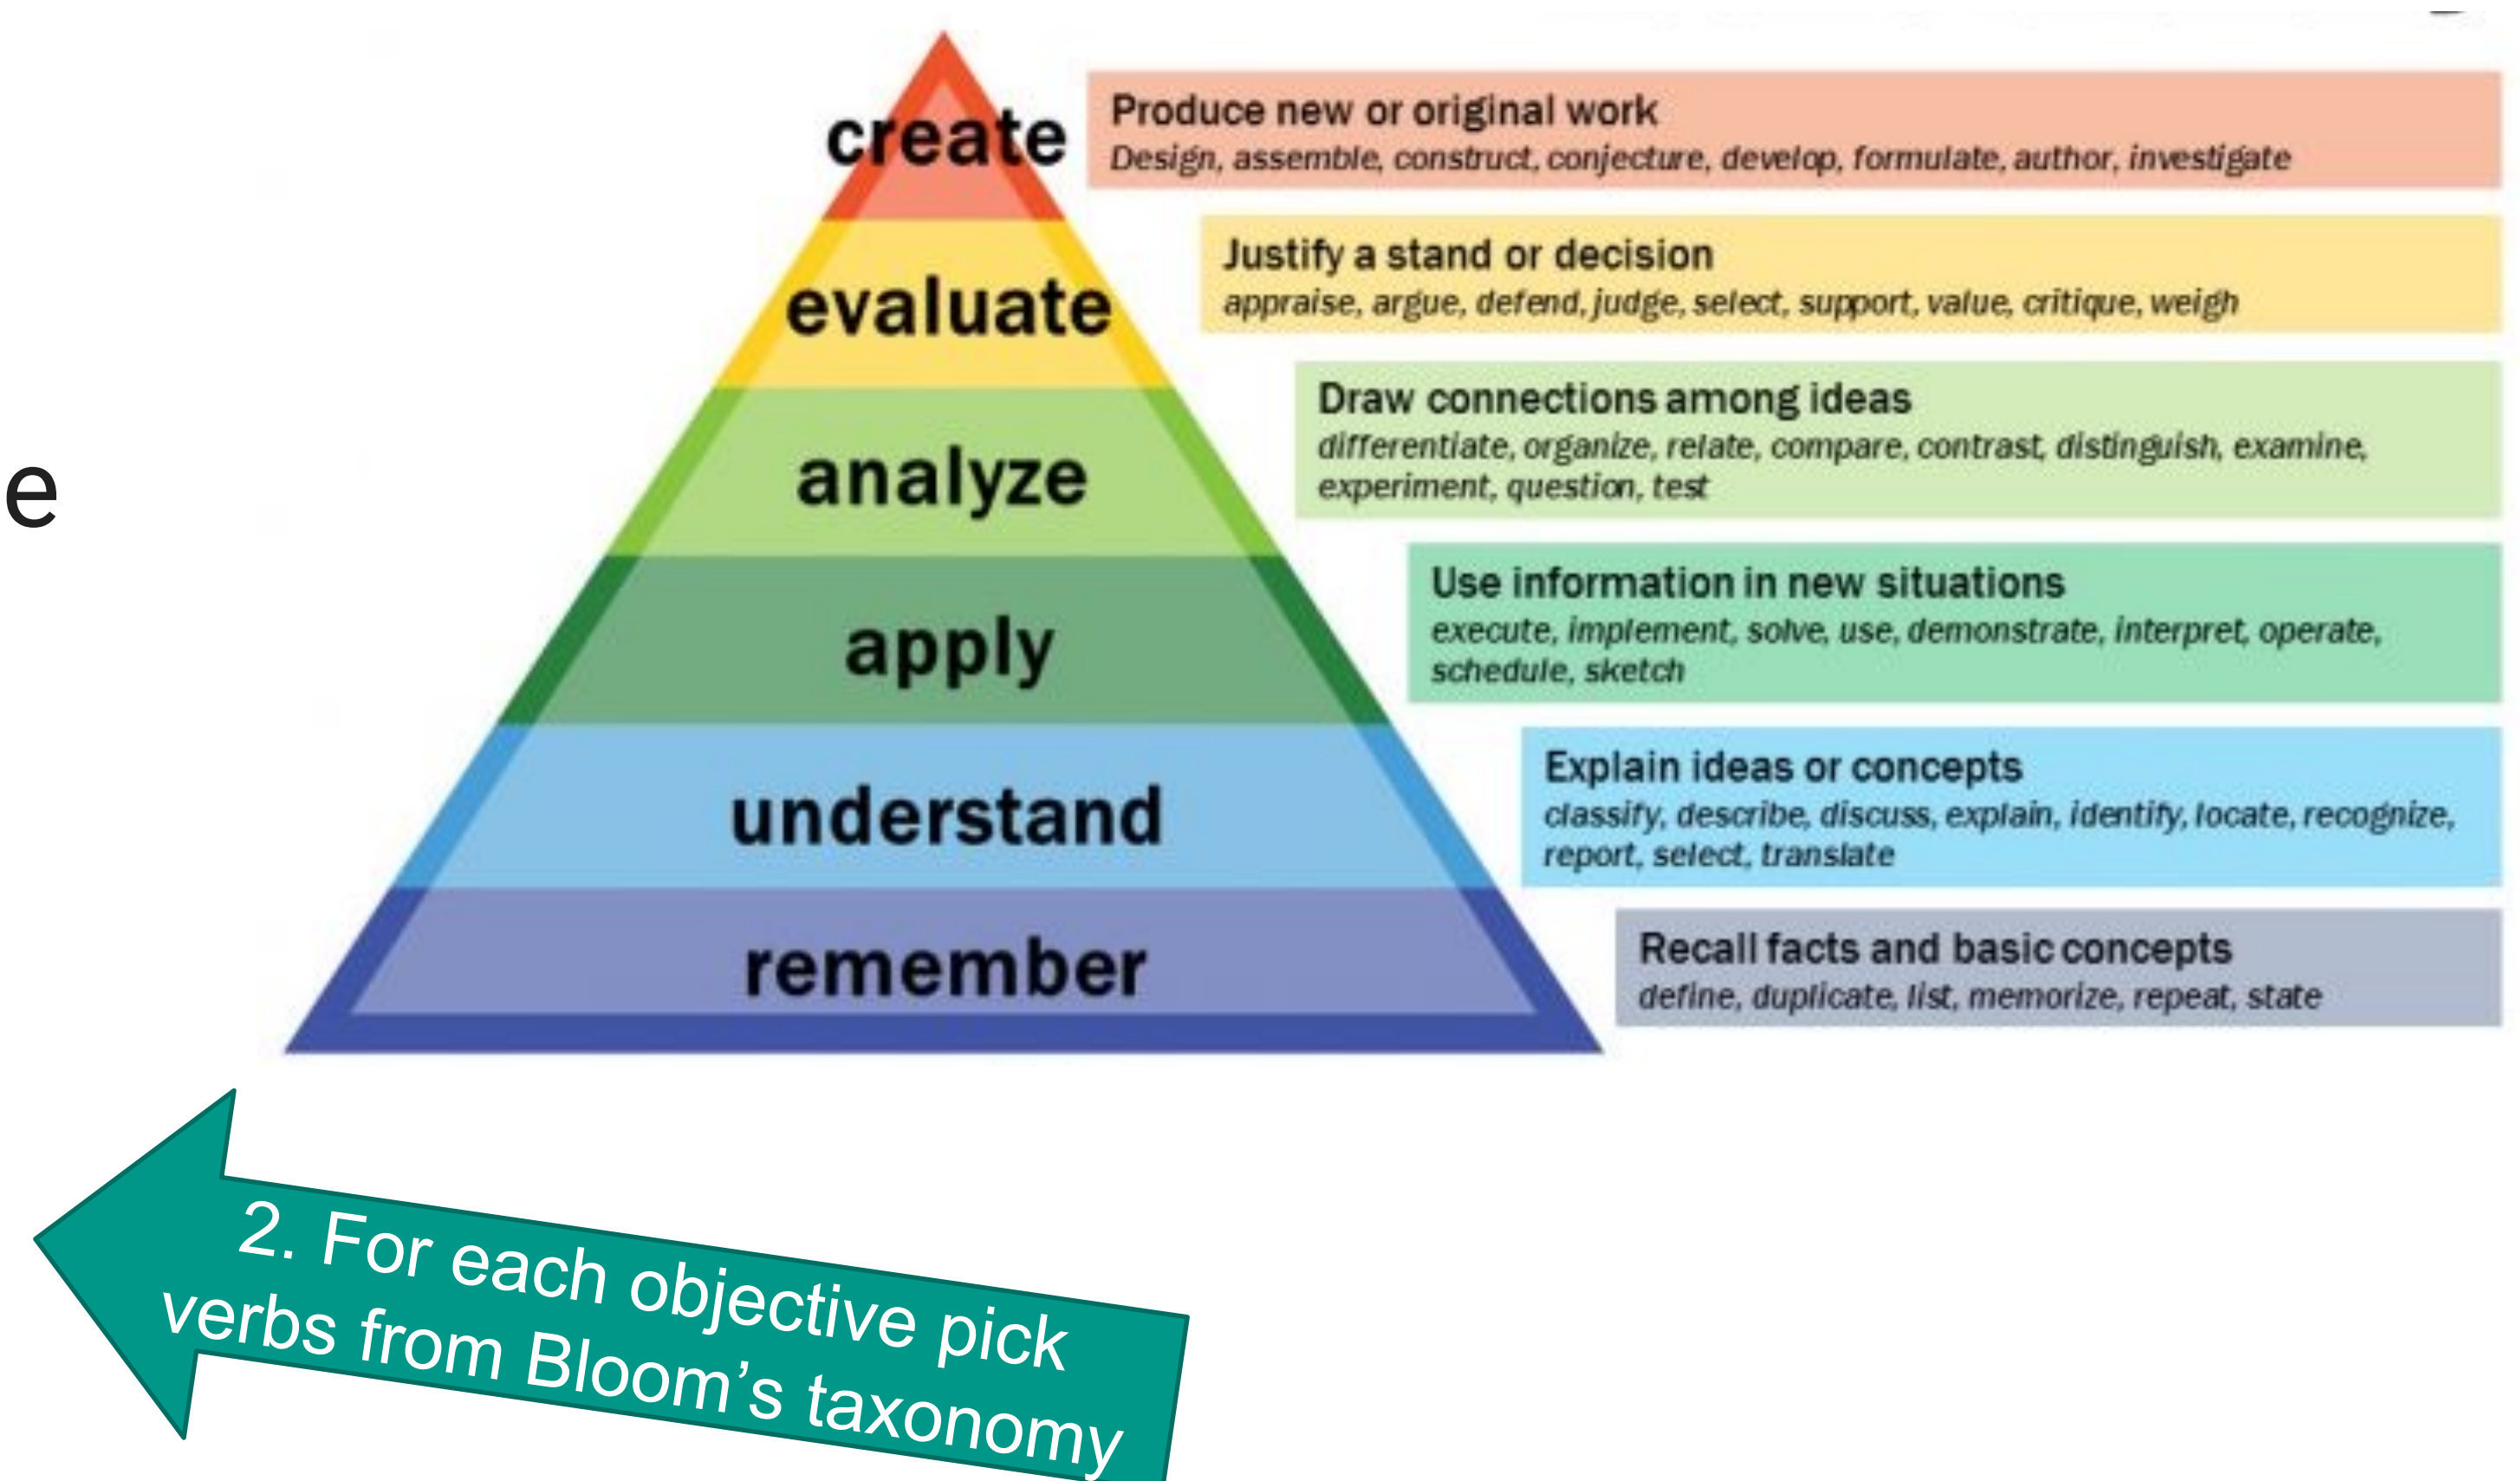 create
Produce new or original work
Design, assemble, construct, conjecture, develop, formulate, author, investigate
evaluate
Justify a stand or decision
appraise, argue, defend, judge, select, support, value, critique, weigh
e
analyze
Draw connections among ideas
differentiate, organize, relate, compare, contrast, distinguish, examine,
experiment, question, test
apply
Use information in new situations
execute, implement, solve, use, demonstrate, interpret, operate,
schedule, sketch
understand
Explain ideas or concepts
classify, describe, discuss, explain, identify, locate, recognize,
report, select, translate
remember
Recall facts and basic concepts
define, duplicate, list, memorize, repeat, state
2. For each objective pick
verbs from Bloom’s taxonomy